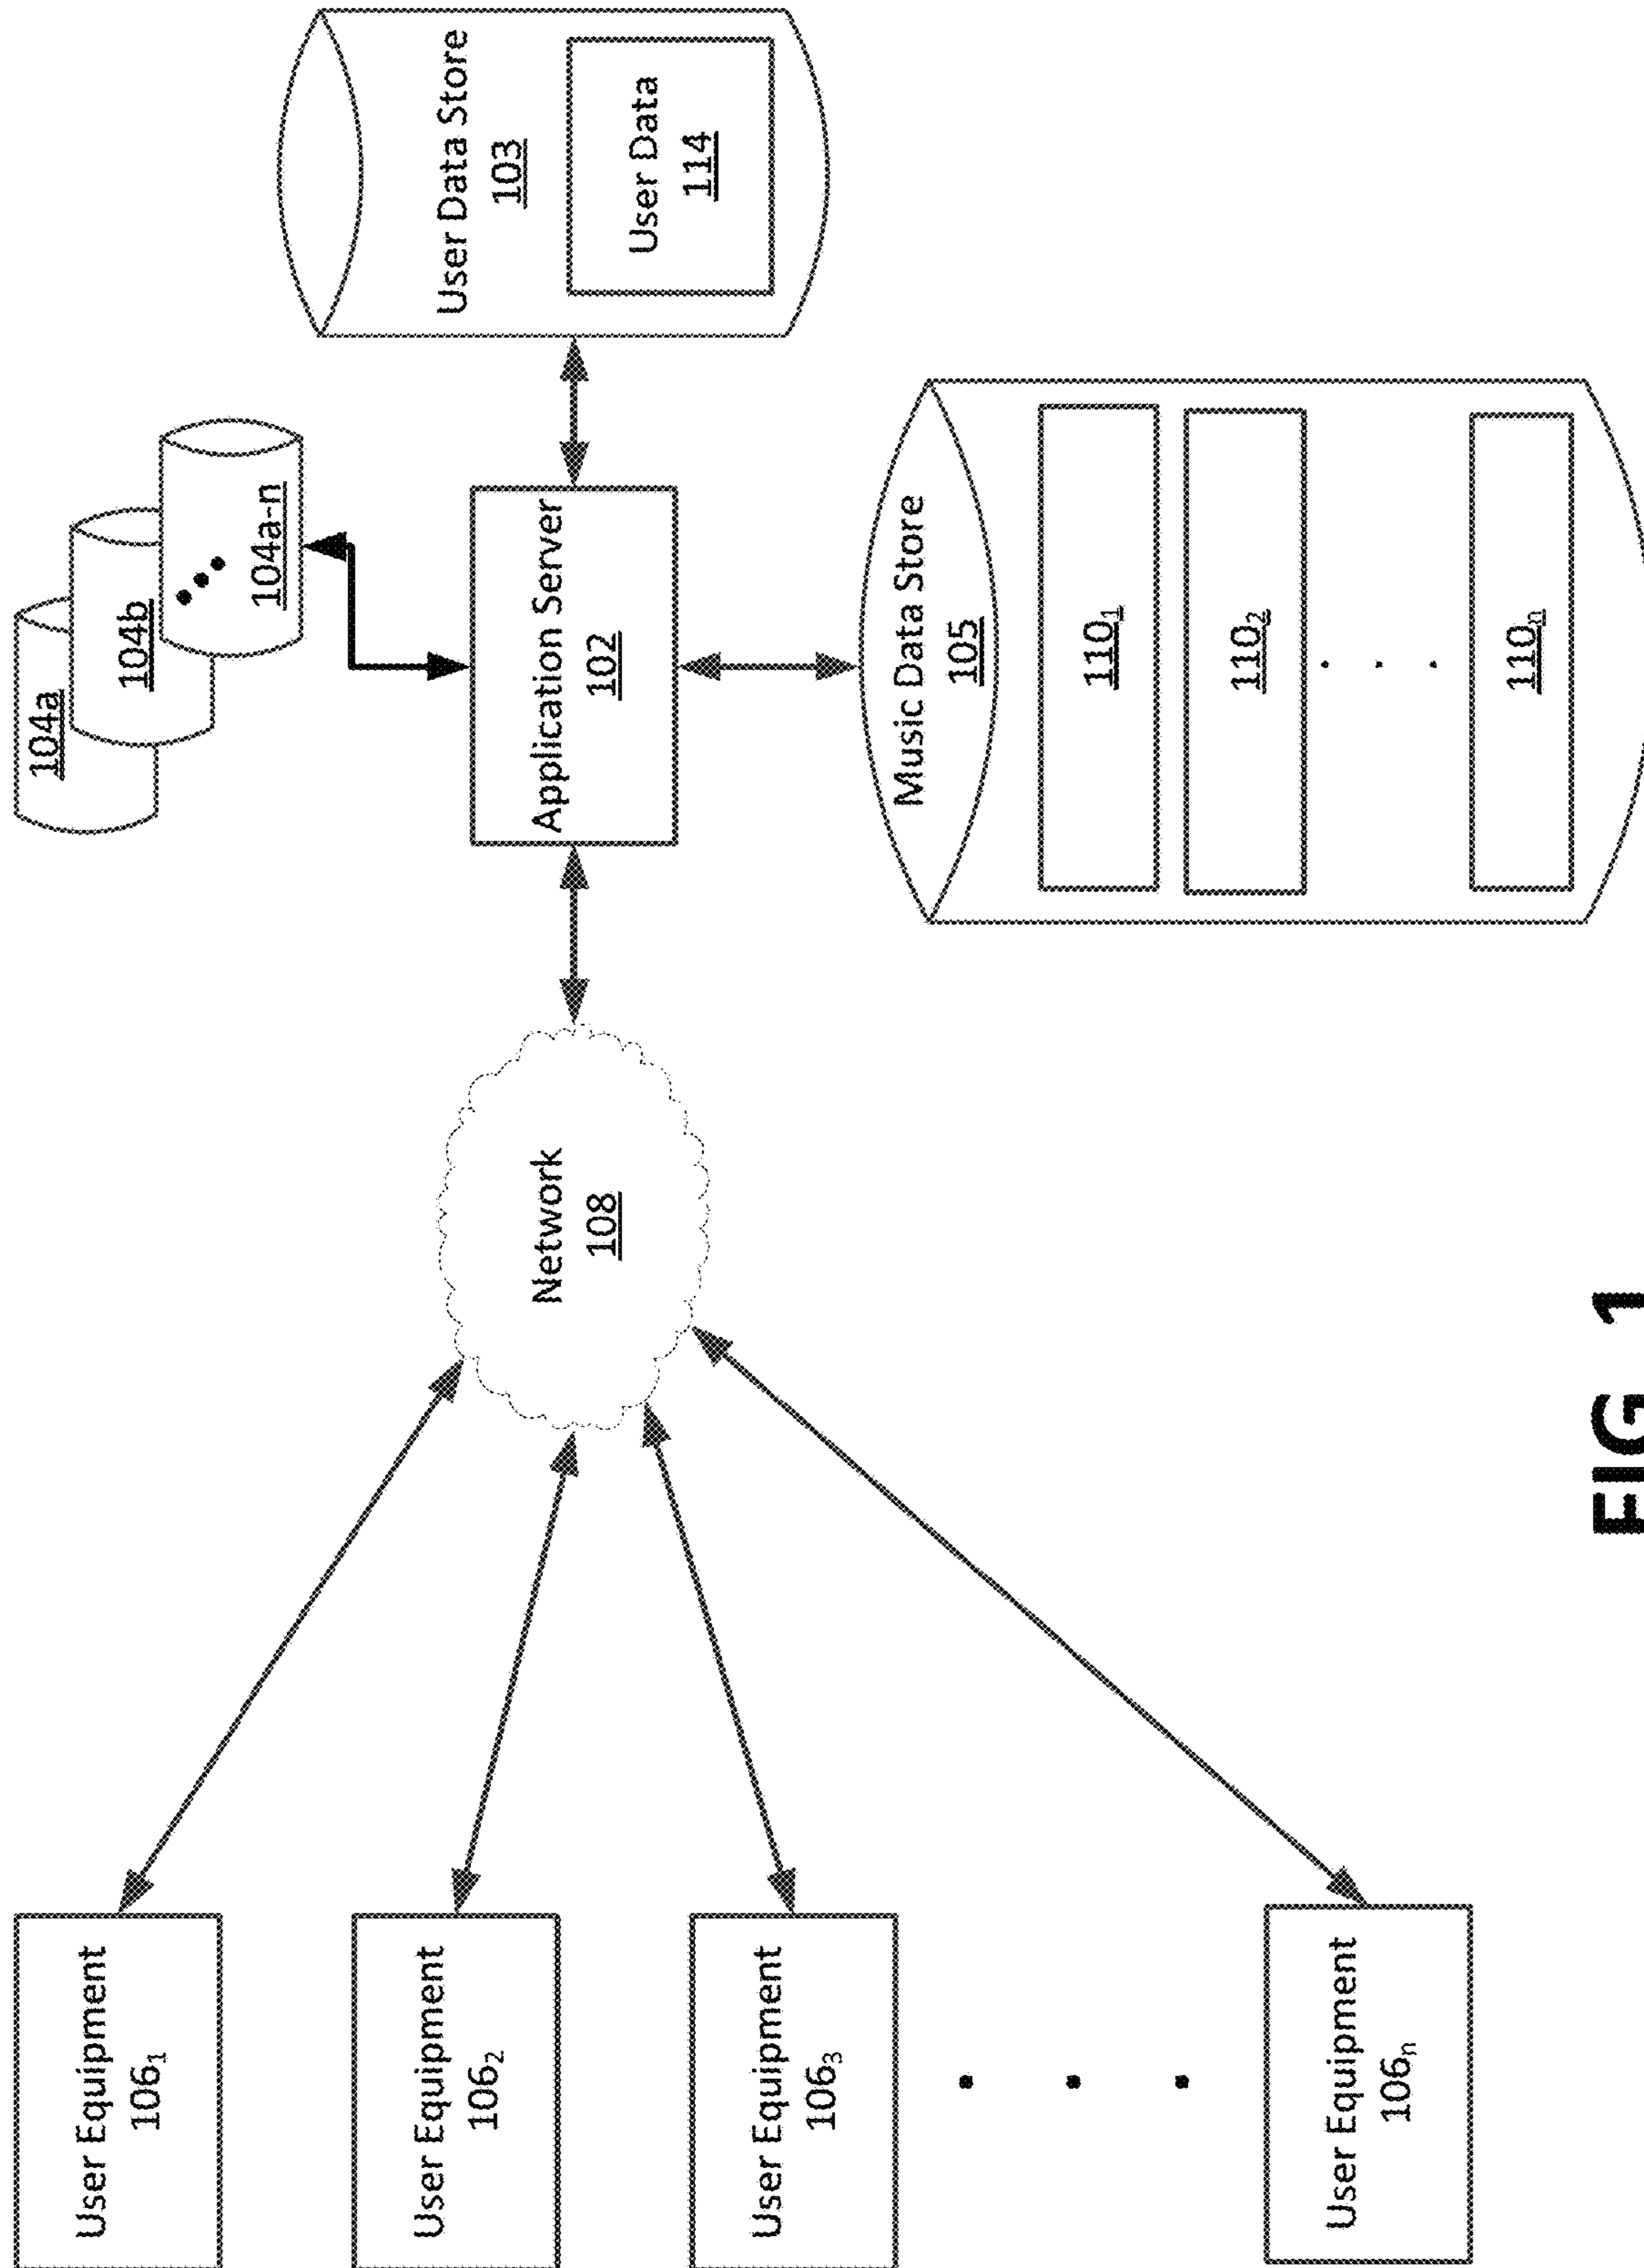 User Equipment
106₁
User Equipment
106₂
User Equipment
106₃
User Equipment
106ₙ
Network
108
104a
104b
104a-n
Application Server
102
User Data Store
103
User Data
114
Music Data Store
105
110₁
110₂
110ₙ
FIG. 1